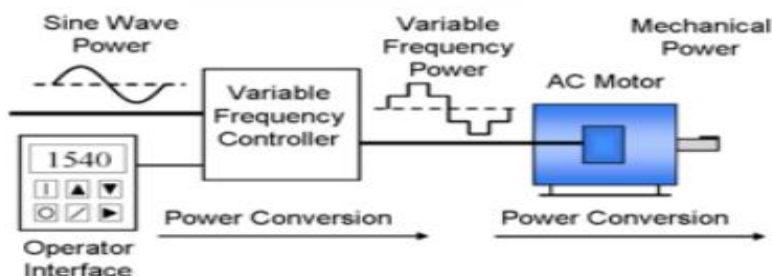 Sine Wave
Power
Variable
Frequency
Power
Mechanical
Power
AC Motor
Variable
Frequency
Controller
1540
Operator
Interface
Power Conversion
Power Conversion